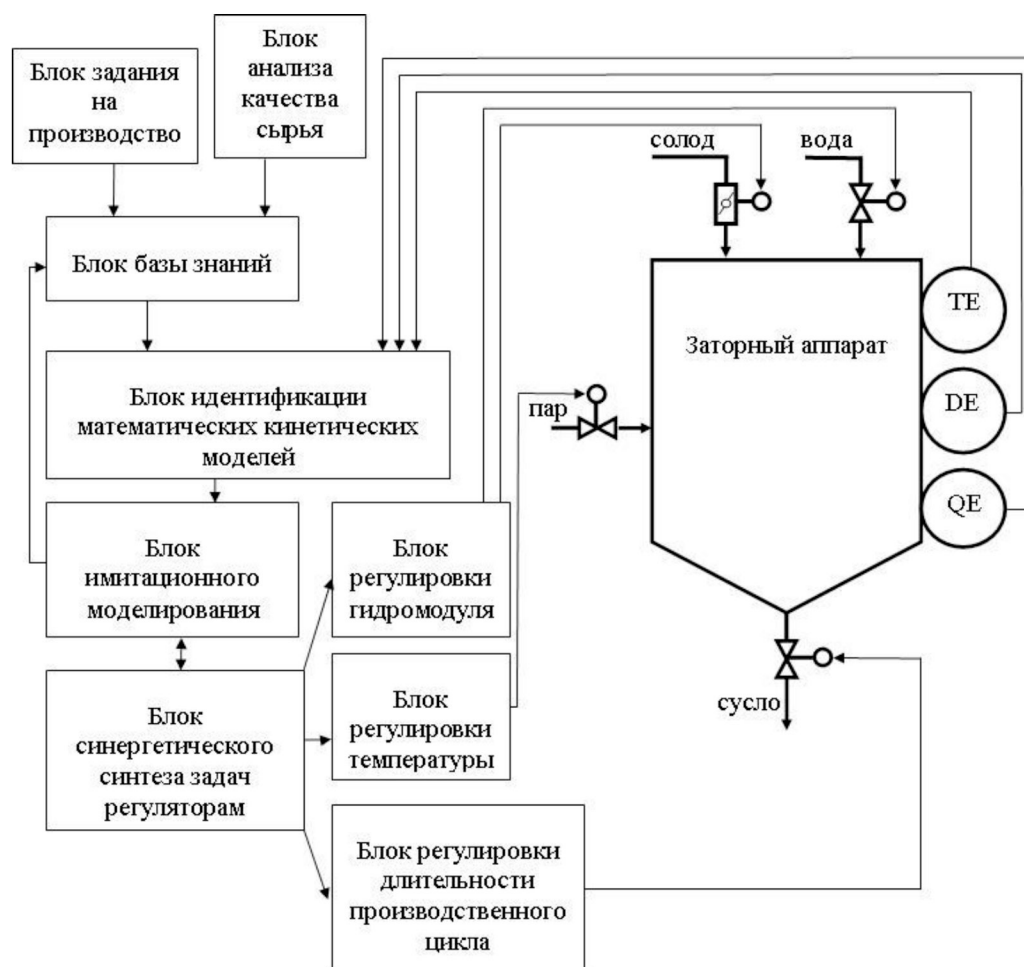 Блок задания
на
производство
Блок
анализа
качества
сырья
солод
вода
Блок базы знаний
TE
Заторный аппарат
Блок идентификации
математических кинетических
моделей
пар
DE
QE
Блок
имитационного
моделирования
Блок
регулировки
гидромодуля
Блок
синергетического
синтеза задач
регуляторам
Блок
регулировки
температуры
сусло
Блок регулировки
длительности
производственного
цикла